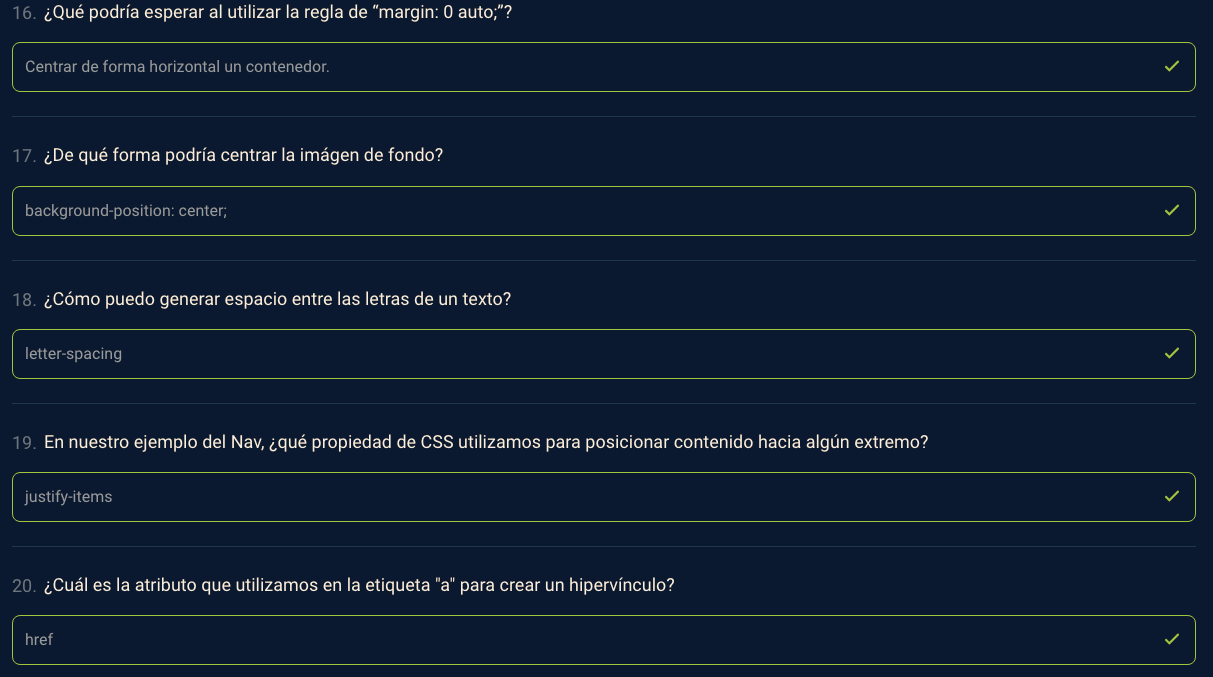 16. ¿Qué podría esperar al utilizar la regla de “margin: 0 auto;”?
Centrar de forma horizontal un contenedor.
17. ¿De qué forma podría centrar la imágen de fondo?
background-position: center;
18. ¿Cómo puedo generar espacio entre las letras de un texto?
letter-spacing
19. En nuestro ejemplo del Nav, ¿qué propiedad de CSS utilizamos para posicionar contenido hacia algún extremo?
justify-items
20. ¿Cuál es la atributo que utilizamos en la etiqueta "a" para crear un hipervínculo?
href